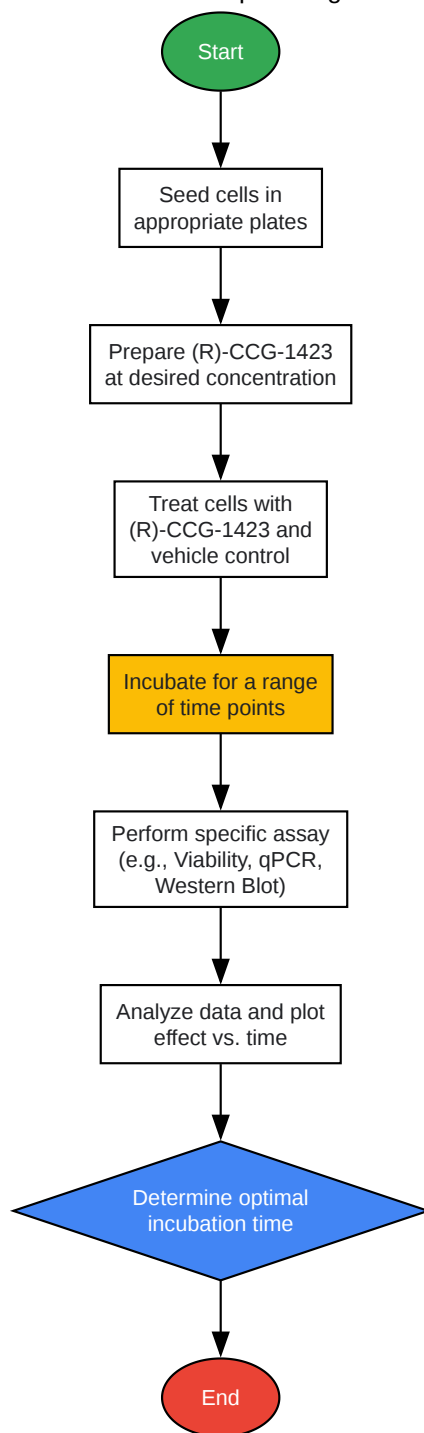 Start
Seed cells in
appropriate plates
Prepare (R)-CCG-1423
at desired concentration
Treat cells with
(R)-CCG-1423 and
vehicle control
Incubate for a range
of time points
Perform specific assay
(e.g., Viability, qPCR,
Western Blot)
Analyze data and plot
effect vs. time
Determine optimal
incubation time
End